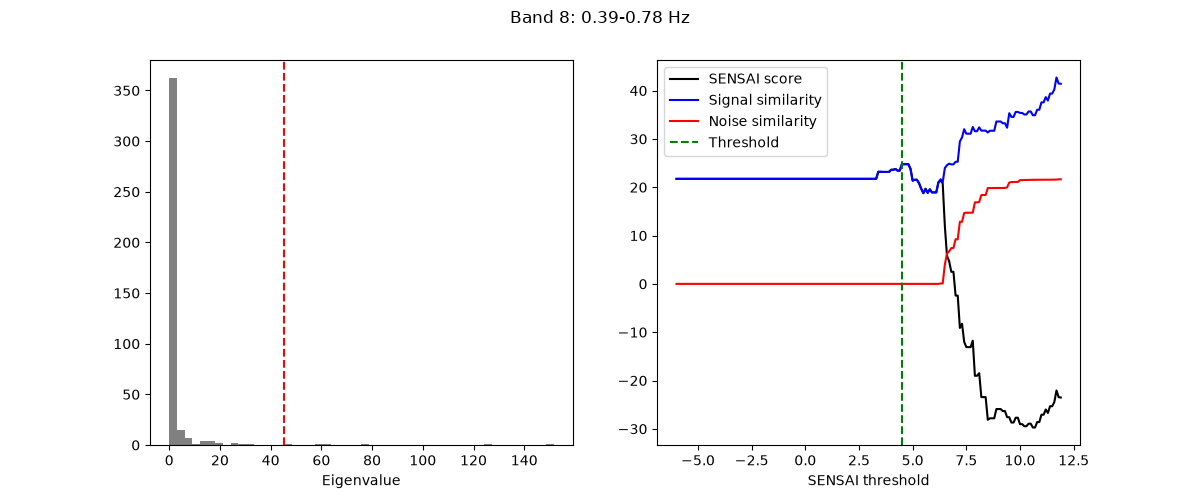 Band 8: 0.39-0.78 Hz
350
300
250
200
150
100
50
0
0 20 40 60 80 100 120 140
Eigenvalue
SENSAI score
Signal similarity
Noise similarity
Threshold
40
30
20
10
0
−10
−20
−30
−5.0 −2.5 0.0 2.5 5.0 7.5 10.0 12.5
SENSAI threshold